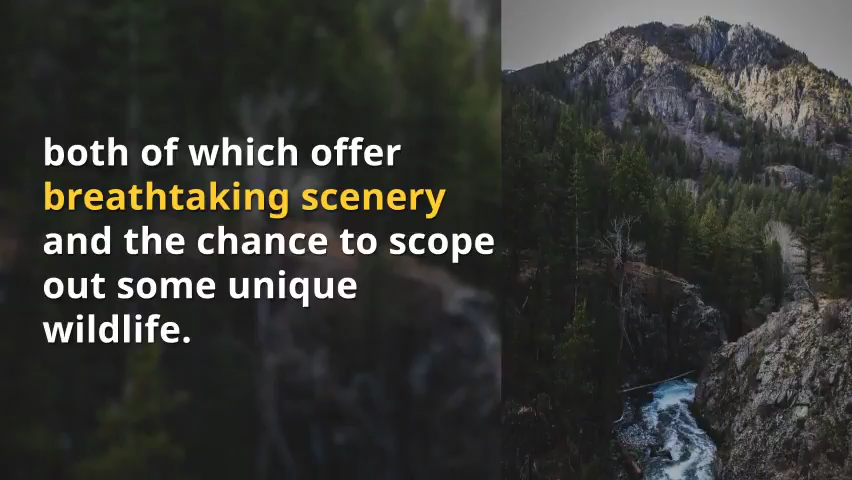 both of which offer
breathtaking scenery
and the chance to scope
out some unique
wildlife.